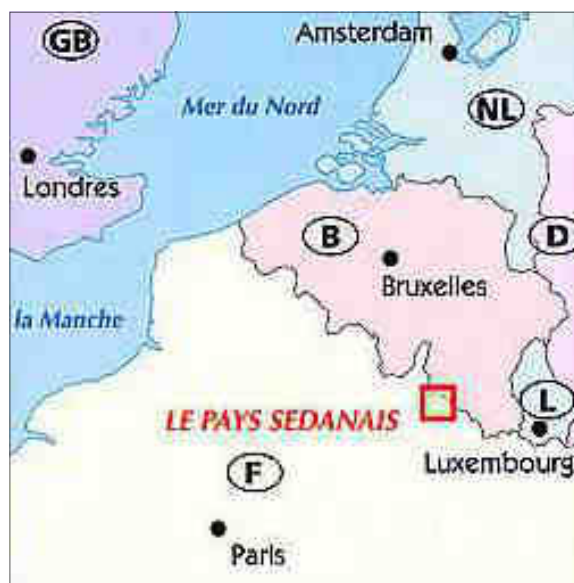 GB
Amsterdam
Mer du Nord
NL
Londres
B
D
Bruxelles
la Manche
LE PAYS SEDANAIS
L
Luxembourg
F
Paris